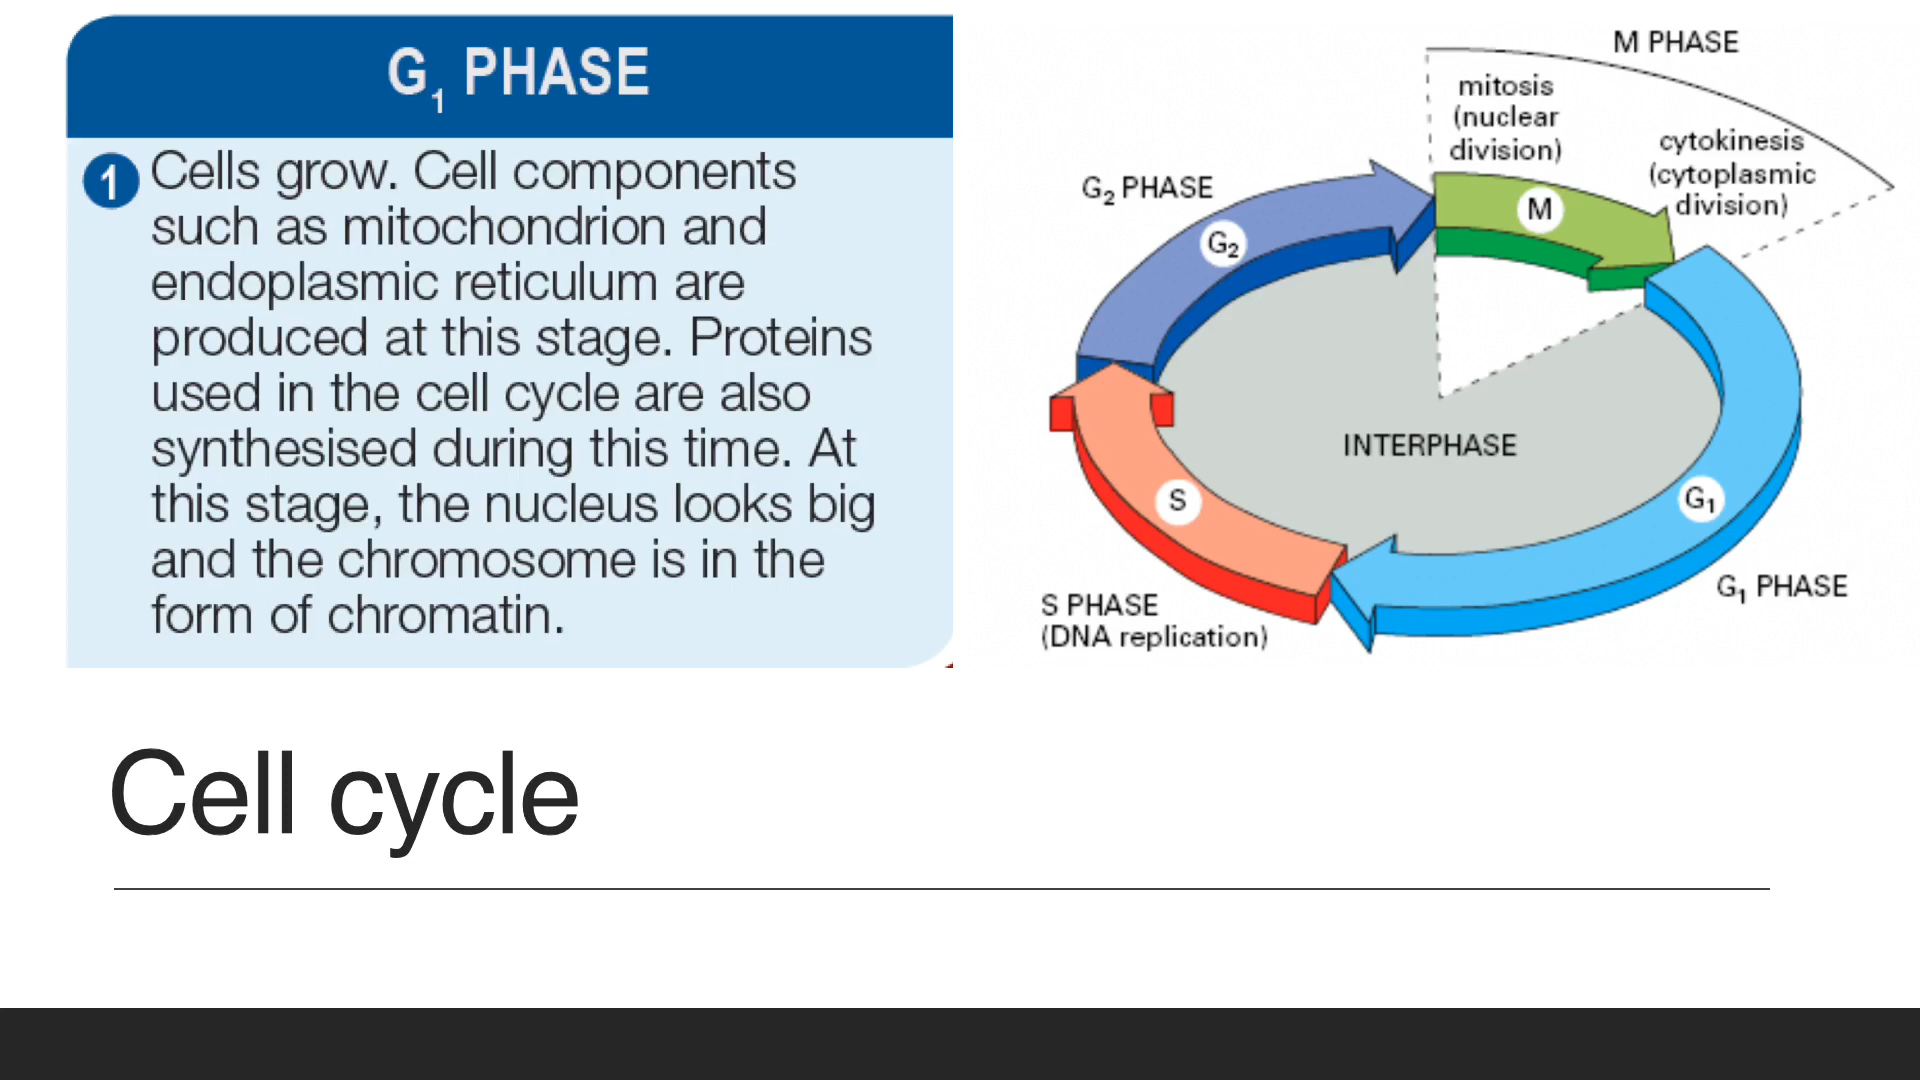 G1 PHASE
1 Cells grow. Cell components
such as mitochondrion and
endoplasmic reticulum are
produced at this stage. Proteins
used in the cell cycle are also
synthesised during this time. At
this stage, the nucleus looks big
and the chromosome is in the
form of chromatin.
M PHASE
mitosis
(nuclear
division)
cytokinesis
(cytoplasmic
division)
G2 PHASE
M
G2
INTERPHASE
S
G1
G1 PHASE
S PHASE
(DNA replication)
Cell cycle